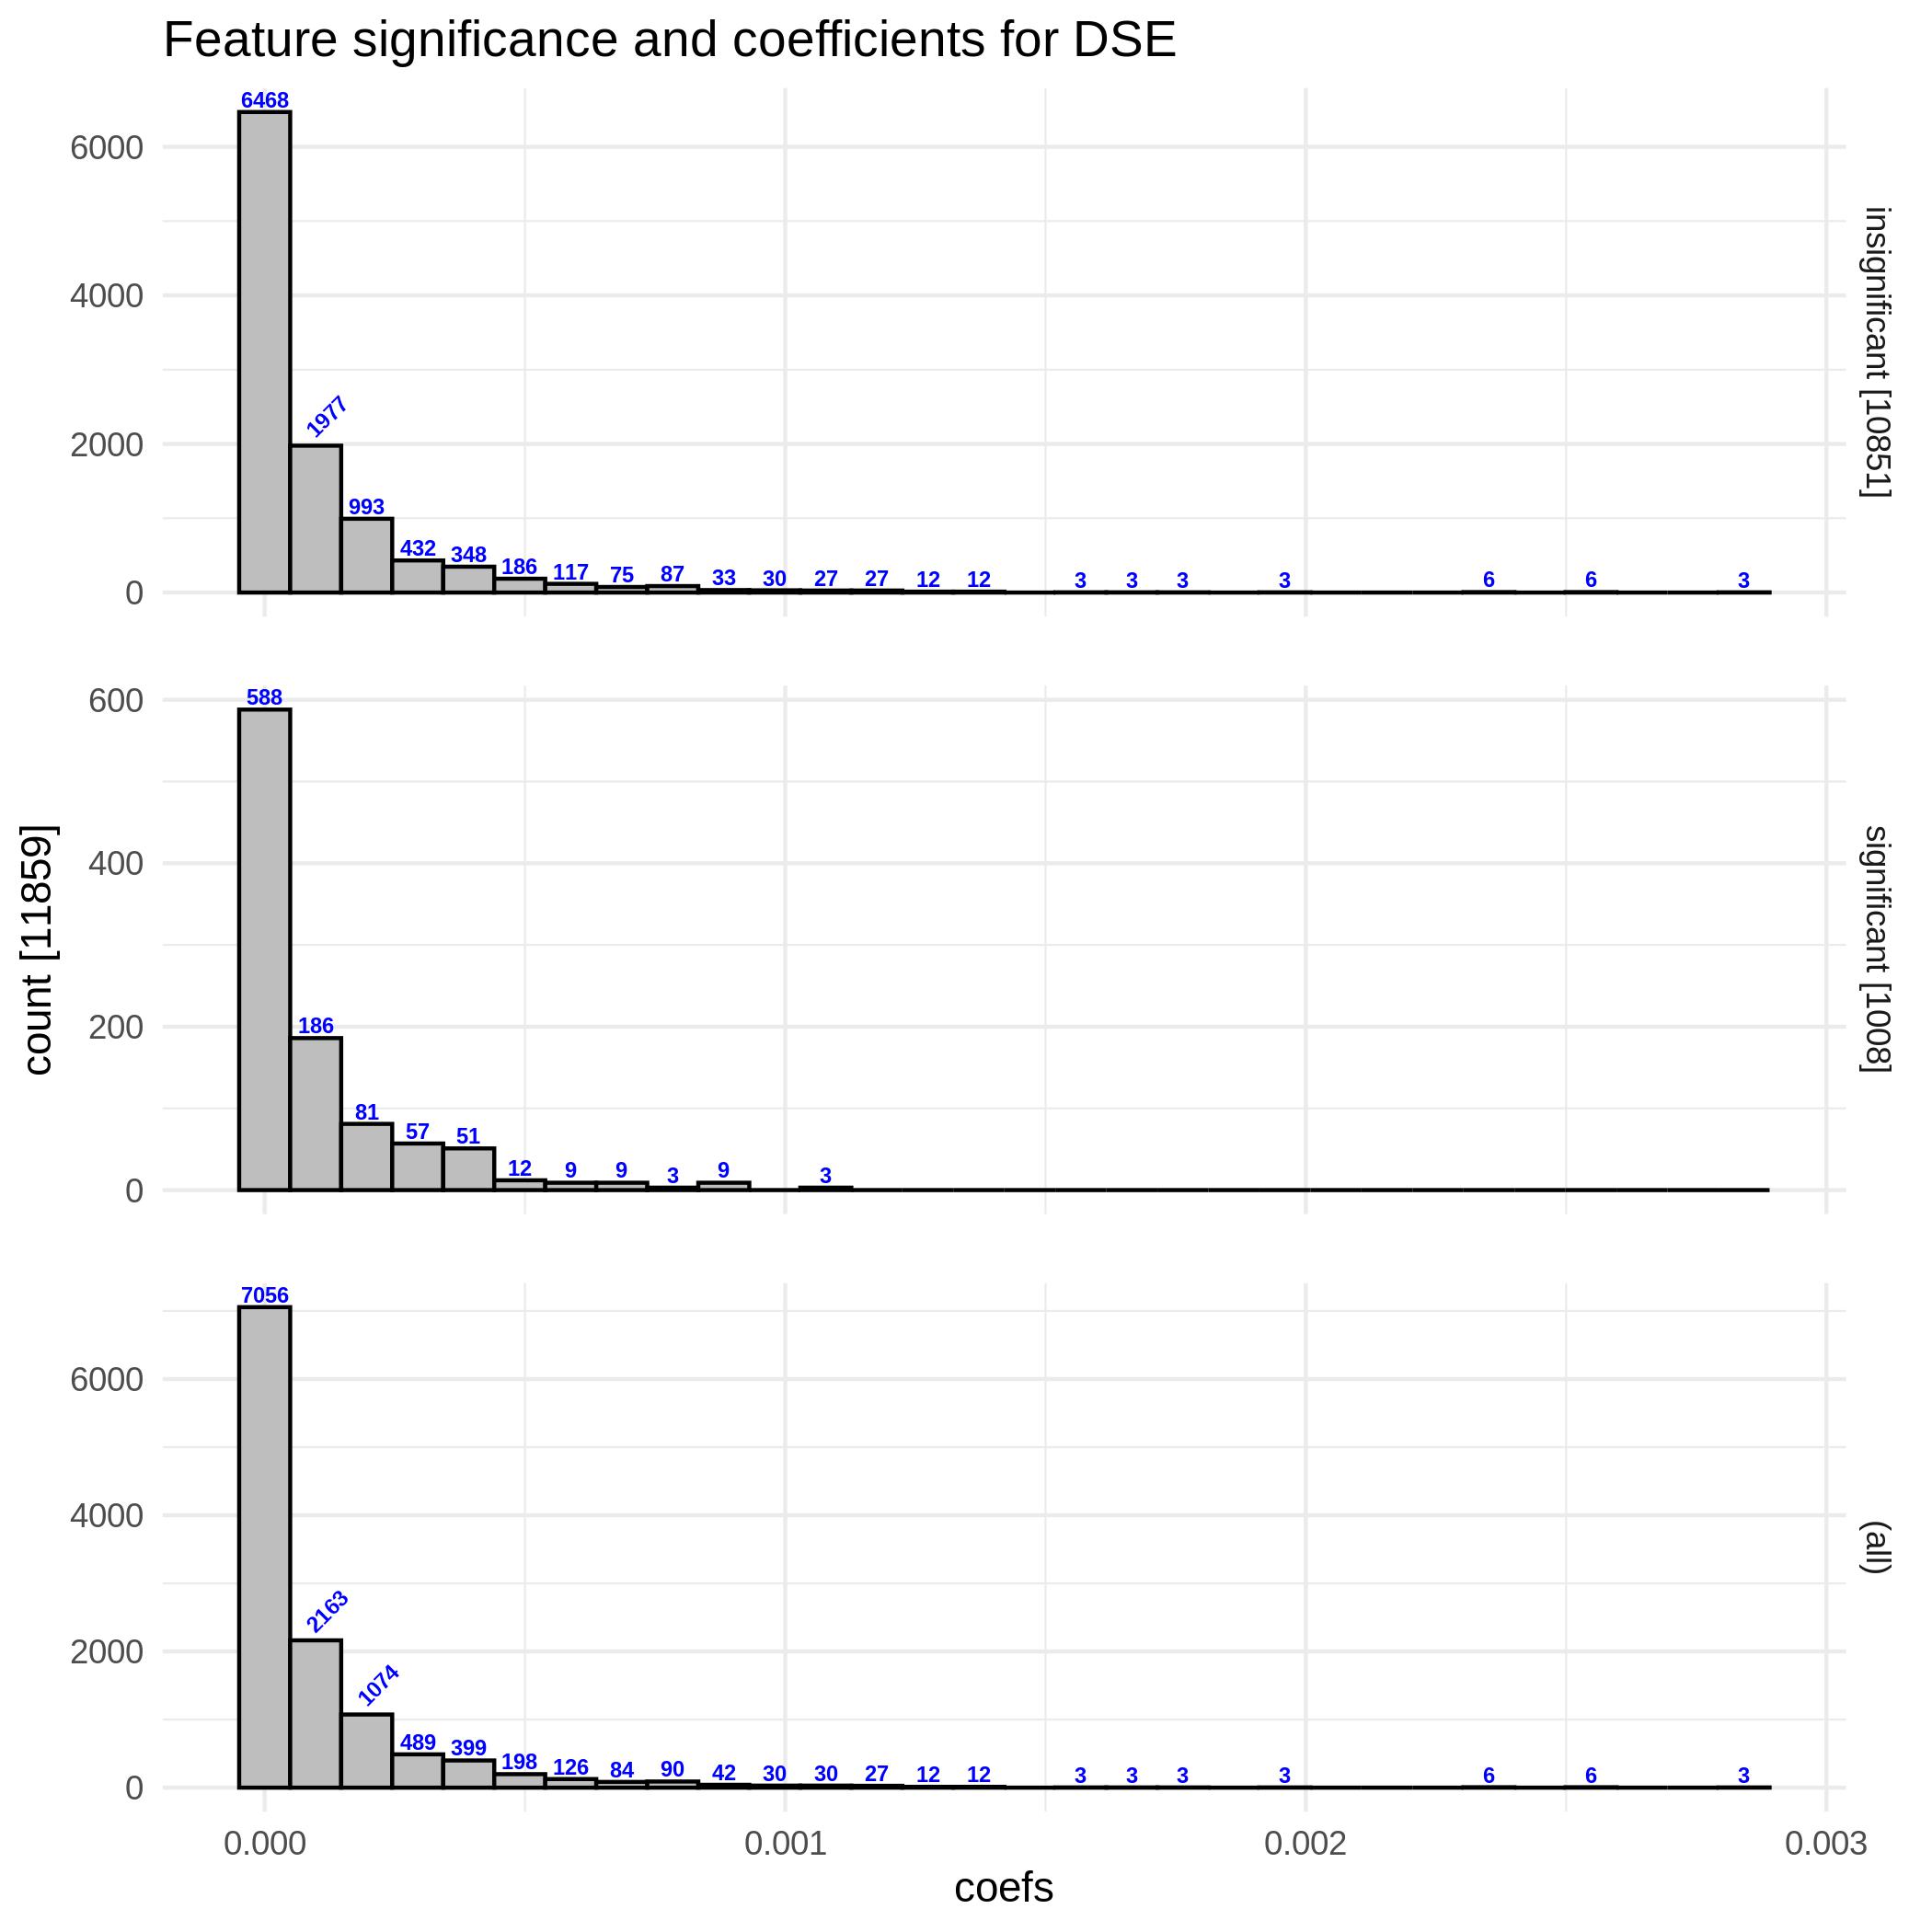 Feature significance and coefficients for DSE
6468
6000
4000
1977
2000
993
432 348 186 117 75 87 33 30 27 27 12 12 3 3 3 3 6 6 3
0
insignificant [10851]
600
588
400
200
186
81
57 51
12 9 9 3 9 3
0
significant [1008]
count [11859]
7056
6000
4000
2163
2000
1074
489 399 198 126 84 90 42 30 30 27 12 12 3 3 3 3 6 6 3
0
(all)
0.000 0.001 0.002 0.003
coefs